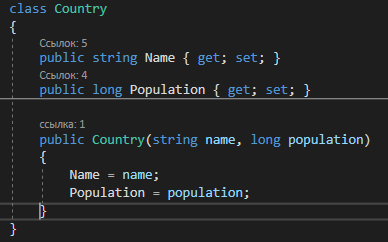 class Country
{
Ссылок: 5
public string Name { get; set; }
Ссылок: 4
public long Population { get; set; }
ссылка: 1
public Country(string name, long population)
{
Name = name;
Population = population;
}
}